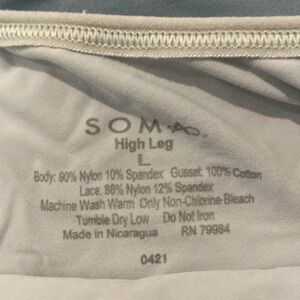 SOMA
High Leg
L
Body: 90% Nylon 10% Spandex Gusset: 100% Cotton
Lace: 88% Nylon 12% Spandex
Machine Wash Warm Only Non-Chlorine Bleach
Tumble Dry Low Do Not Iron
Made in Nicaragua RN 79984
0421